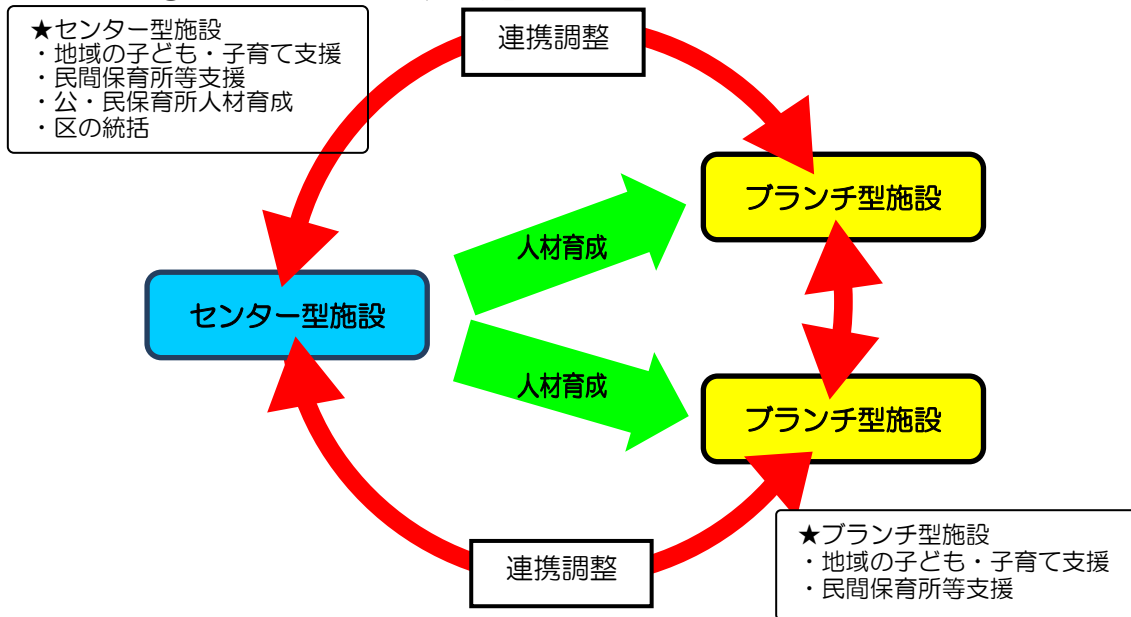 ★センター型施設
・地域の子ども・子育て支援
・民間保育所等支援
・公・民保育所人材育成
・区の統括
連携調整
ブランチ型施設
人材育成
センター型施設
人材育成
ブランチ型施設
連携調整
★ブランチ型施設
・地域の子ども・子育て支援
・民間保育所等支援